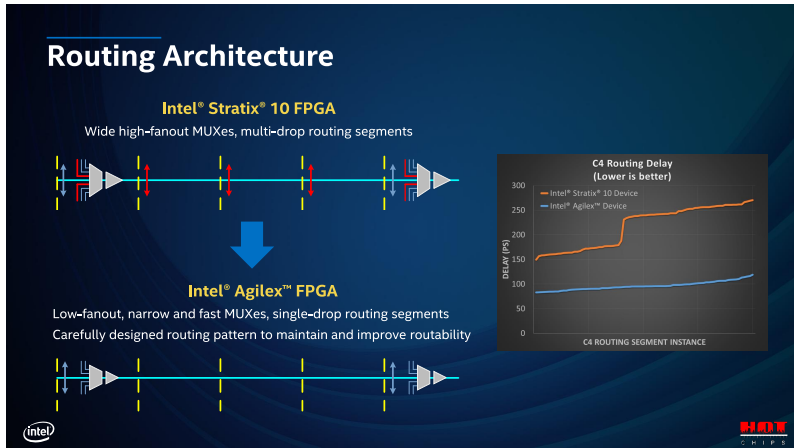 Routing Architecture
Intel® Stratix® 10 FPGA
Wide high-fanout MUXes, multi-drop routing segments
Intel® Agilex™ FPGA
Low-fanout, narrow and fast MUXes, single-drop routing segments
Carefully designed routing pattern to maintain and improve routability
C4 Routing Delay
(Lower is better)
Intel® Stratix® 10 Device
Intel® Agilex™ Device
DELAY (PS)
300
250
200
150
100
50
0
C4 ROUTING SEGMENT INSTANCE
intel
HOT
CHIPS